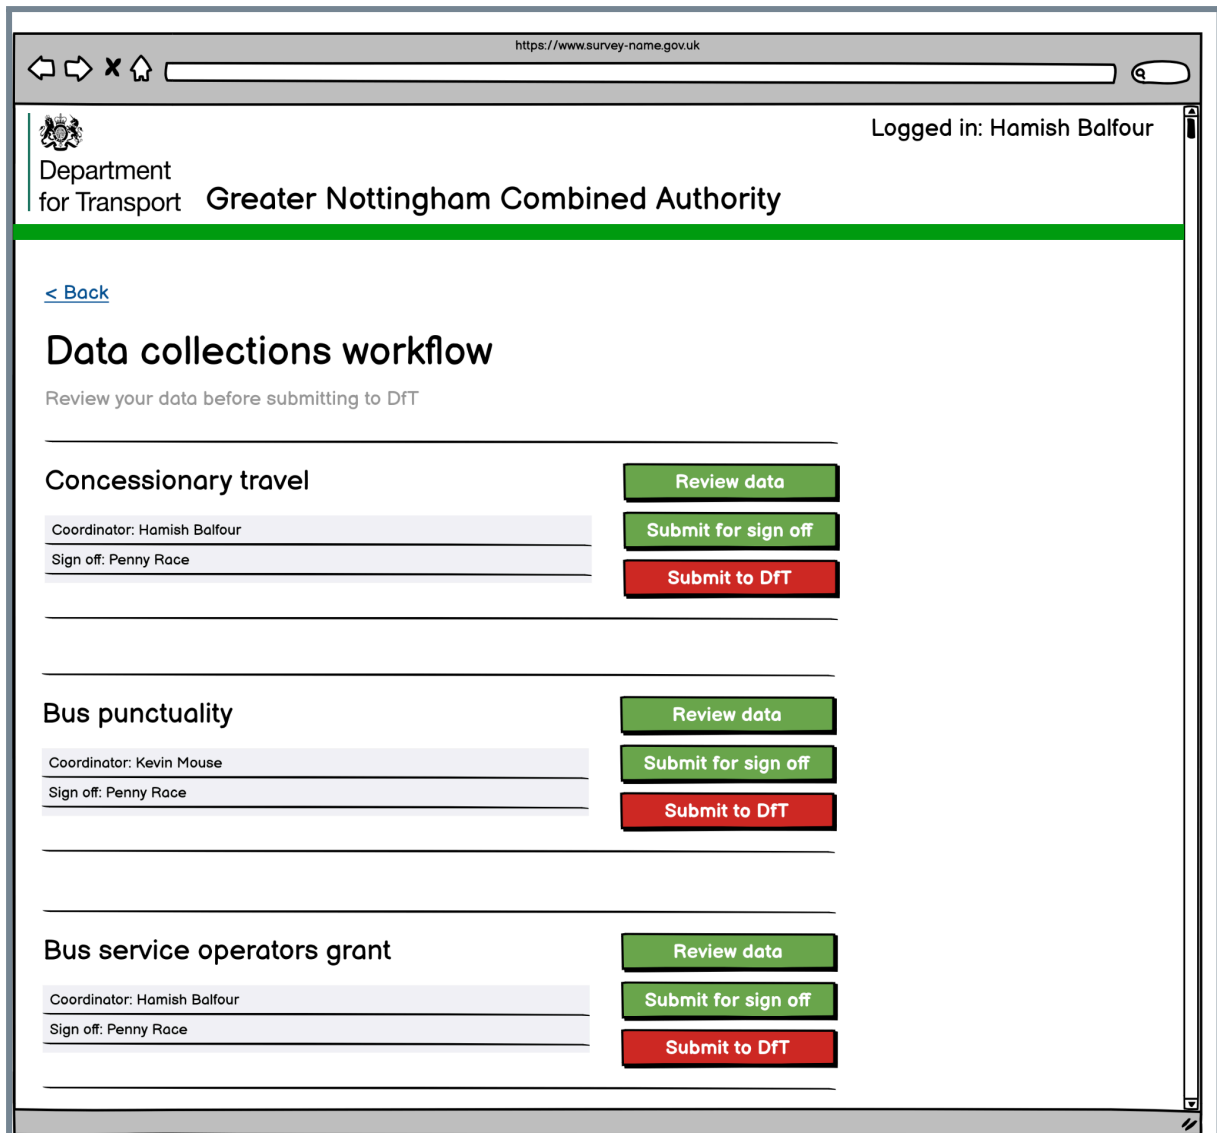 https://www.survey-name.gov.uk
Logged in: Hamish Balfour
Department
for Transport
Greater Nottingham Combined Authority
< Back
Data collections workflow
Review your data before submitting to DfT
Concessionary travel
Review data
Coordinator: Hamish Balfour
Submit for sign off
Sign off: Penny Race
Submit to DfT
Bus punctuality
Review data
Coordinator: Kevin Mouse
Submit for sign off
Sign off: Penny Race
Submit to DfT
Bus service operators grant
Review data
Coordinator: Hamish Balfour
Submit for sign off
Sign off: Penny Race
Submit to DfT